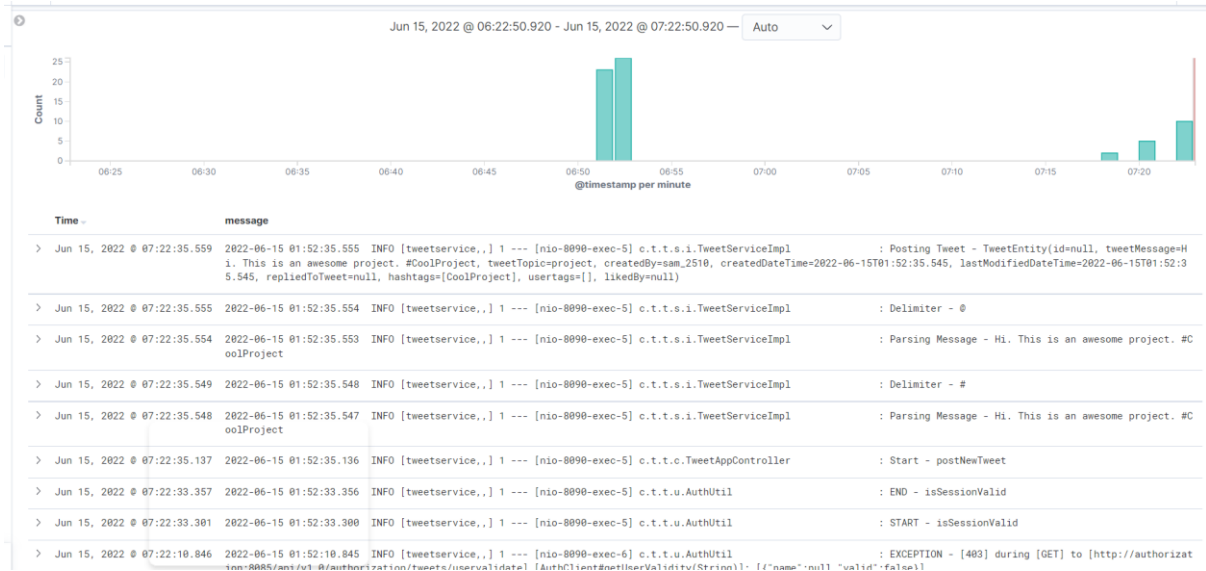 Jun 15, 2022 @ 06:22:50.920 - Jun 15, 2022 @ 07:22:50.920 — Auto
25
20
15
10
5
0
Count
06:25 06:30 06:35 06:40 06:45 06:50 06:55 07:00 07:05 07:10 07:15 07:20
@timestamp per minute
Time message
Jun 15, 2022 @ 07:22:35.559 2022-06-15 01:52:35.555 INFO [tweetservice,,] 1 --- [nio-8090-exec-5] c.t.t.s.i.TweetServiceImpl : Posting Tweet - TweetEntity(id=null, tweetMessage=H
i. This is an awesome project. #CoolProject, tweetTopic=project, createdBy=sam_2510, createdDateTime=2022-06-15T01:52:35.545, lastModifiedDateTime=2022-06-15T01:52:3
5.545, repliedToTweet=null, hashtags=[CoolProject], usertags=[], likedBy=null)
Jun 15, 2022 @ 07:22:35.555 2022-06-15 01:52:35.554 INFO [tweetservice,,] 1 --- [nio-8090-exec-5] c.t.t.s.i.TweetServiceImpl : Delimiter - @
Jun 15, 2022 @ 07:22:35.554 2022-06-15 01:52:35.553 INFO [tweetservice,,] 1 --- [nio-8090-exec-5] c.t.t.s.i.TweetServiceImpl : Parsing Message - Hi. This is an awesome project. #C
oolProject
Jun 15, 2022 @ 07:22:35.549 2022-06-15 01:52:35.548 INFO [tweetservice,,] 1 --- [nio-8090-exec-5] c.t.t.s.i.TweetServiceImpl : Delimiter - #
Jun 15, 2022 @ 07:22:35.548 2022-06-15 01:52:35.547 INFO [tweetservice,,] 1 --- [nio-8090-exec-5] c.t.t.s.i.TweetServiceImpl : Parsing Message - Hi. This is an awesome project. #C
oolProject
Jun 15, 2022 @ 07:22:35.137 2022-06-15 01:52:35.136 INFO [tweetservice,,] 1 --- [nio-8090-exec-5] c.t.t.c.TweetAppController : Start - postNewTweet
Jun 15, 2022 @ 07:22:33.357 2022-06-15 01:52:33.356 INFO [tweetservice,,] 1 --- [nio-8090-exec-5] c.t.t.u.AuthUtil : END - isSessionValid
Jun 15, 2022 @ 07:22:33.301 2022-06-15 01:52:33.300 INFO [tweetservice,,] 1 --- [nio-8090-exec-5] c.t.t.u.AuthUtil : START - isSessionValid
Jun 15, 2022 @ 07:22:10.846 2022-06-15 01:52:10.845 INFO [tweetservice,,] 1 --- [nio-8090-exec-6] c.t.t.u.AuthUtil : EXCEPTION - [403] during [GET] to [http://authorizat
ion:8085/api/v1.0/authorization/tweets/uservalidate] [AuthClient#getUserValidity(String)]: [{"name":null,"valid":false}]